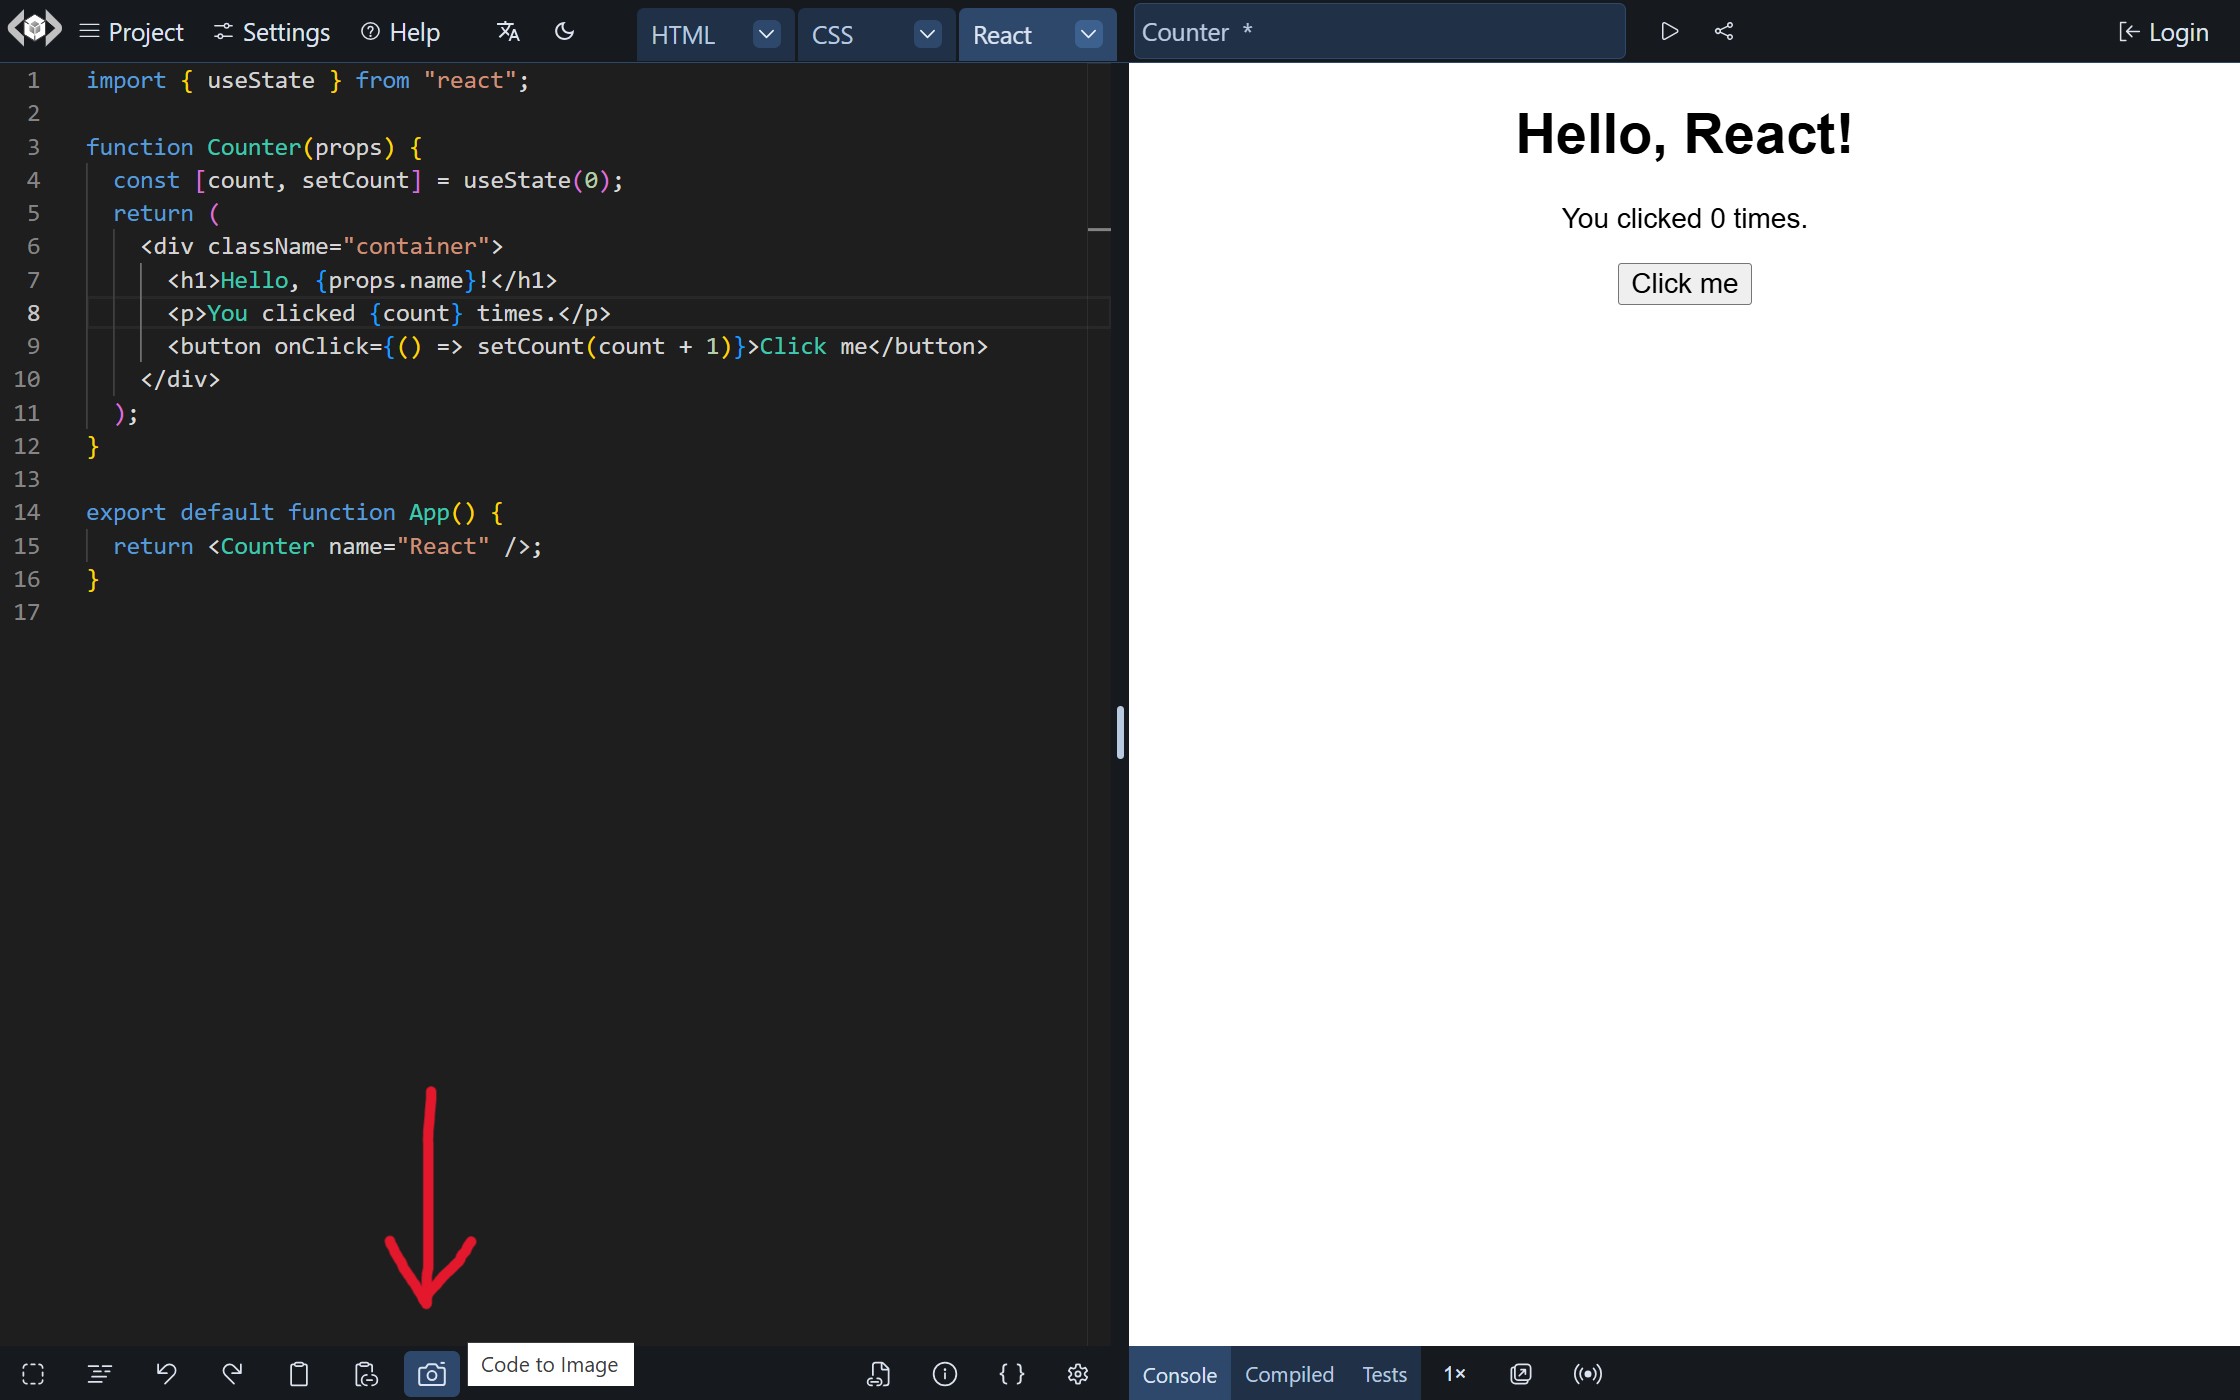 Project Settings Help HTML CSS React Counter * Login
1 import { useState } from "react";
2
3 function Counter(props) {
4 const [count, setCount] = useState(0);
5 return (
6 <div className="container">
7 <h1>Hello, {props.name}!</h1>
8 <p>You clicked {count} times.</p>
9 <button onClick={() => setCount(count + 1)}>Click me</button>
10 </div>
11 );
12 }
13
14 export default function App() {
15 return <Counter name="React" />;
16 }
17
Hello, React!
You clicked 0 times.
Click me
Code to Image
Console Compiled Tests 1×